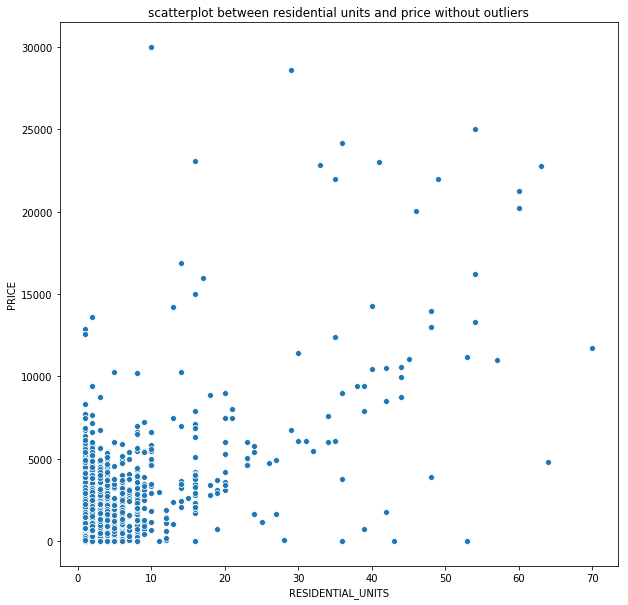 scatterplot between residential units and price without outliers
30000
25000
20000
15000
10000
5000
0
PRICE
0 10 20 30 40 50 60 70
RESIDENTIAL_UNITS